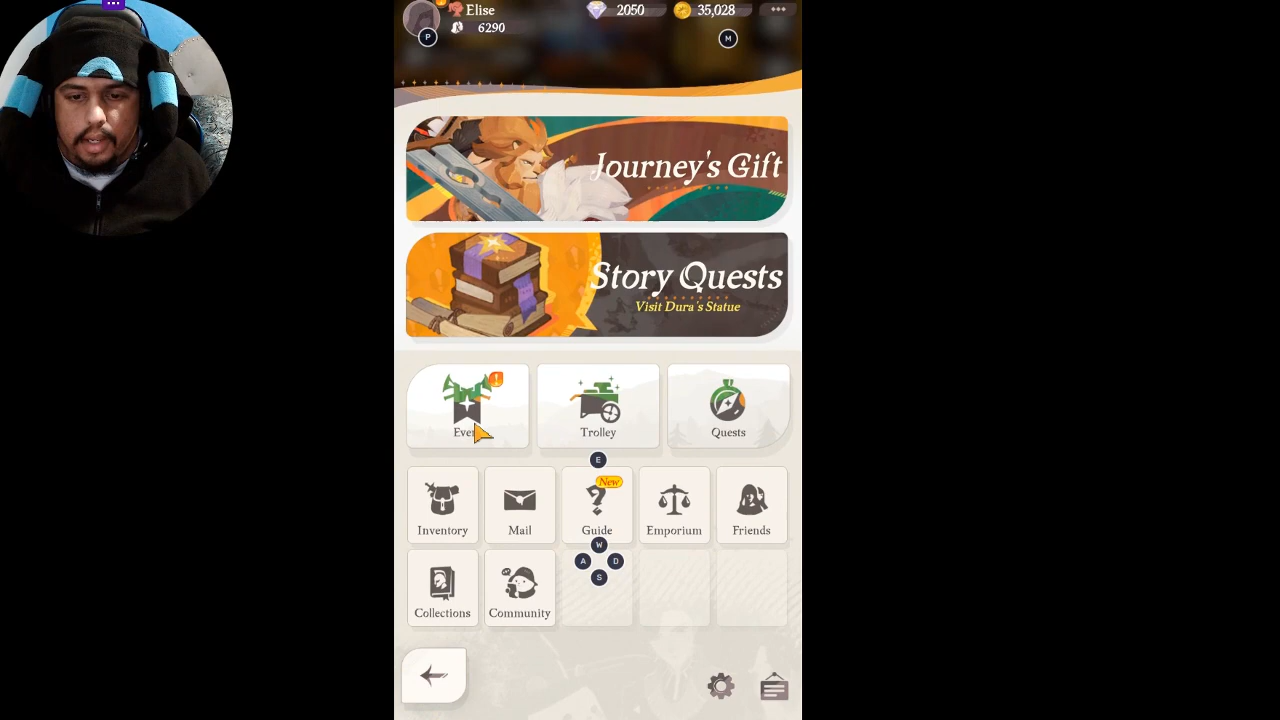 Elise
2050
35,028
6290
P
M
Journey's Gift
Story Quests
Visit Dura's Statue
Trolley
Quests
E
New
Inventory
Mail
Guide
Emporium
Friends
W
A
D
S
Collections
Community